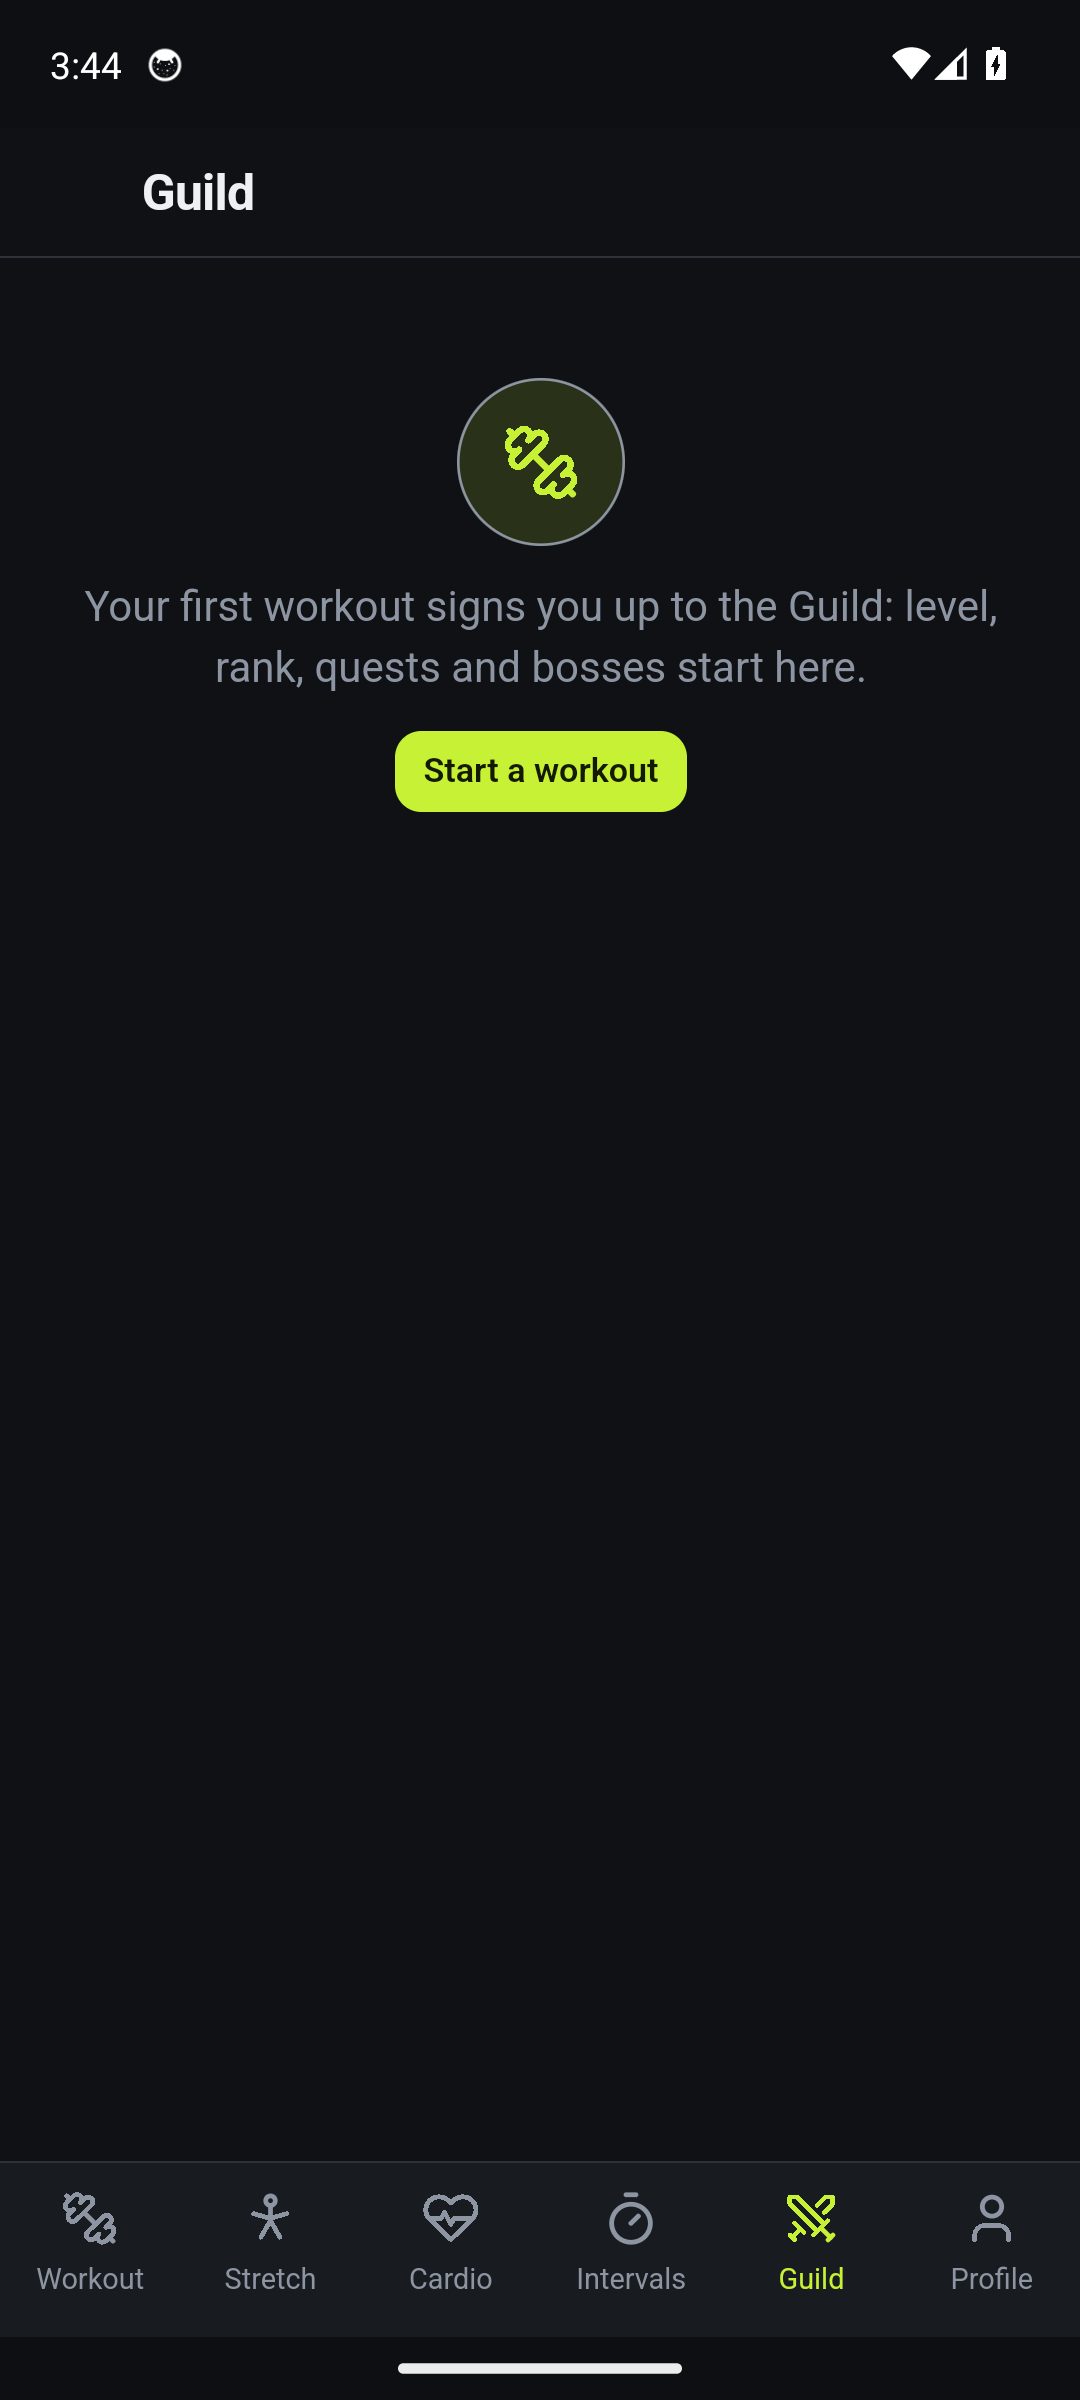 3:44
Guild
Your first workout signs you up to the Guild: level,
rank, quests and bosses start here.
Start a workout
Workout
Stretch
Cardio
Intervals
Guild
Profile